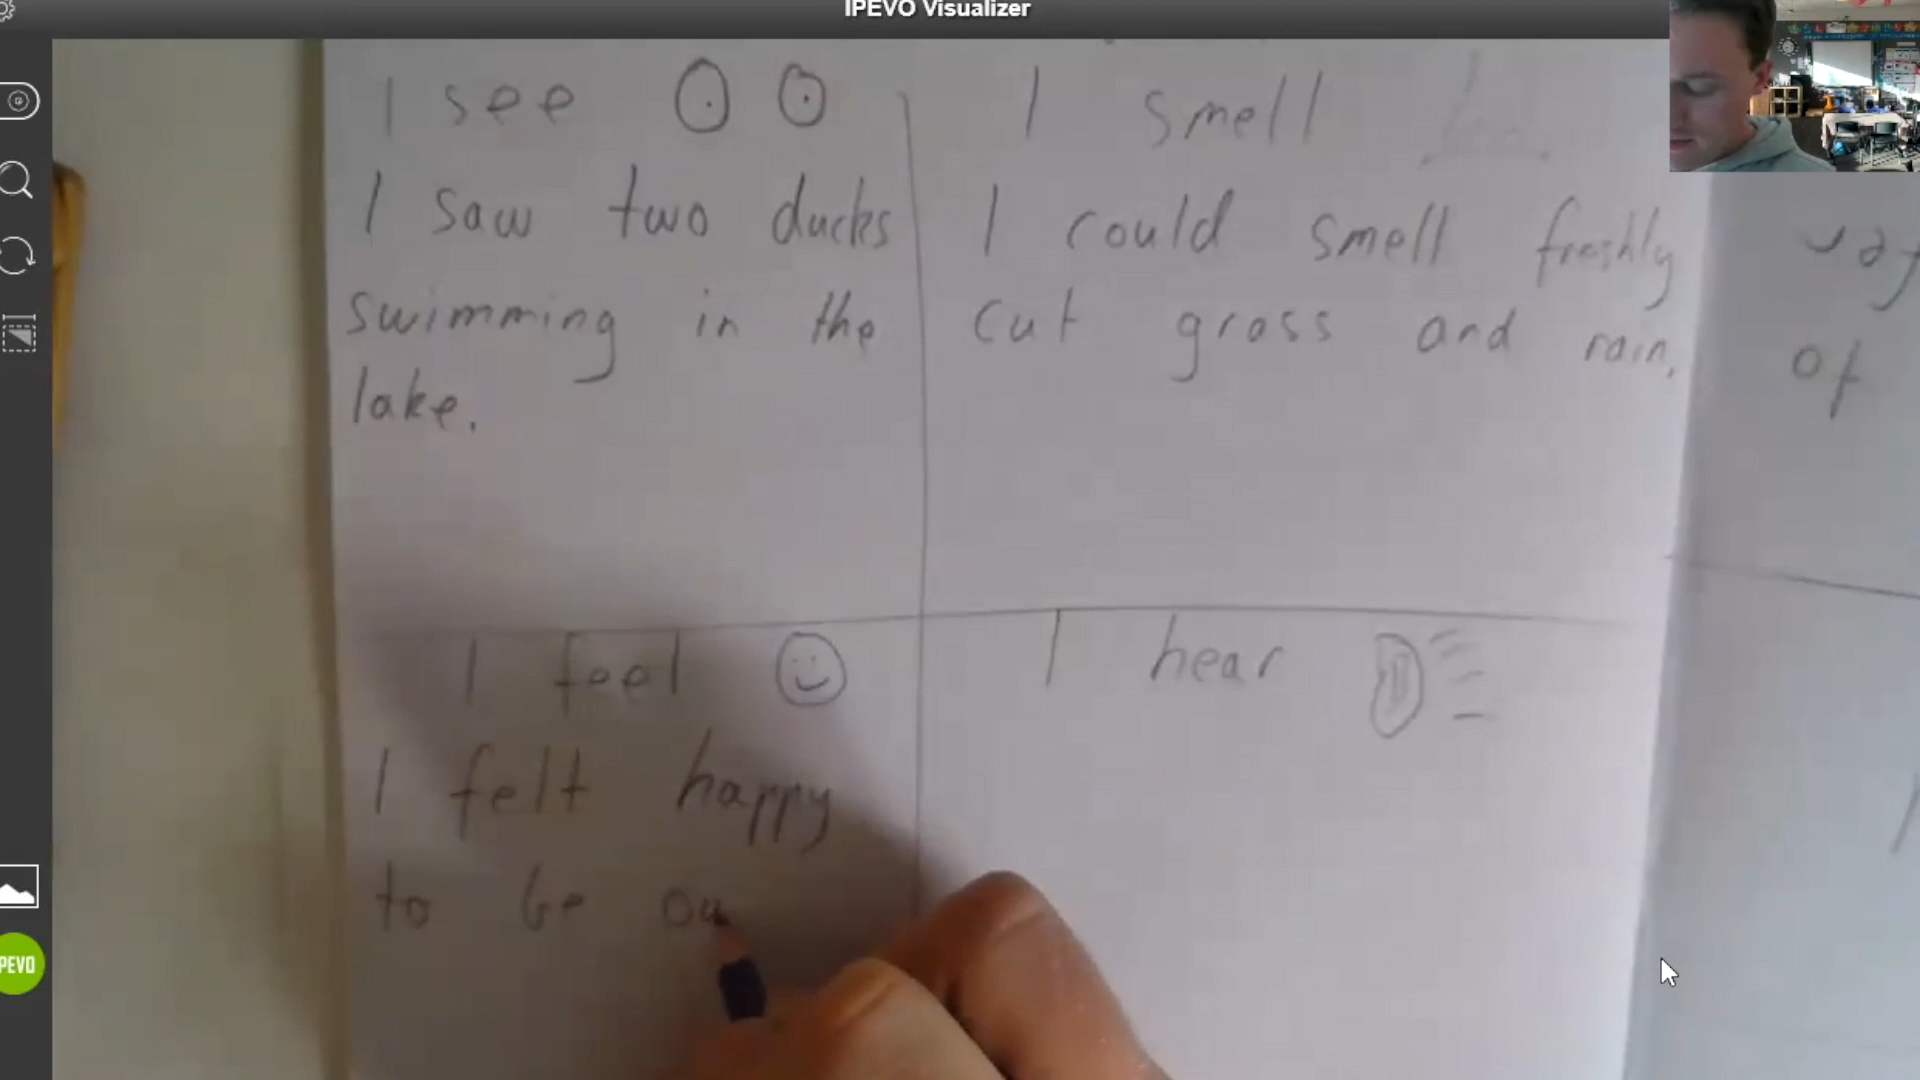 IPEVO Visualizer
I see
I saw two ducks
swimming in the
lake.
I smell
I could smell freshly
cut grass and rain.
I feel
I felt happy
to be ou
I hear
of
PEVO